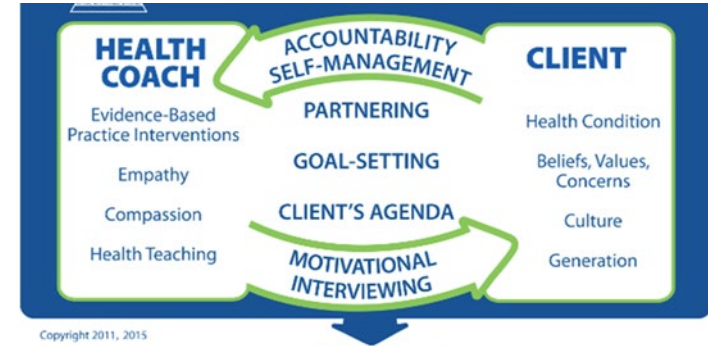 HEALTH
COACH
Evidence-Based
Practice Interventions
Empathy
Compassion
Health Teaching
ACCOUNTABILITY
SELF-MANAGEMENT
PARTNERING
GOAL-SETTING
CLIENT'S AGENDA
MOTIVATIONAL
INTERVIEWING
CLIENT
Health Condition
Beliefs, Values,
Concerns
Culture
Generation
Copyright 2011, 2015